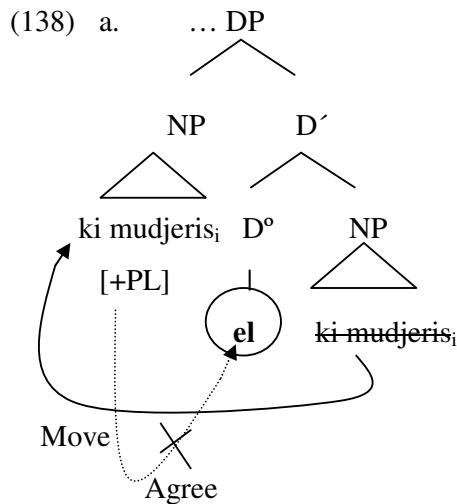 (138) a. … DP
NP D´
ki mudjerisᵢ Dº NP
[+PL]
el ki mudjerisᵢ
Move
Agree